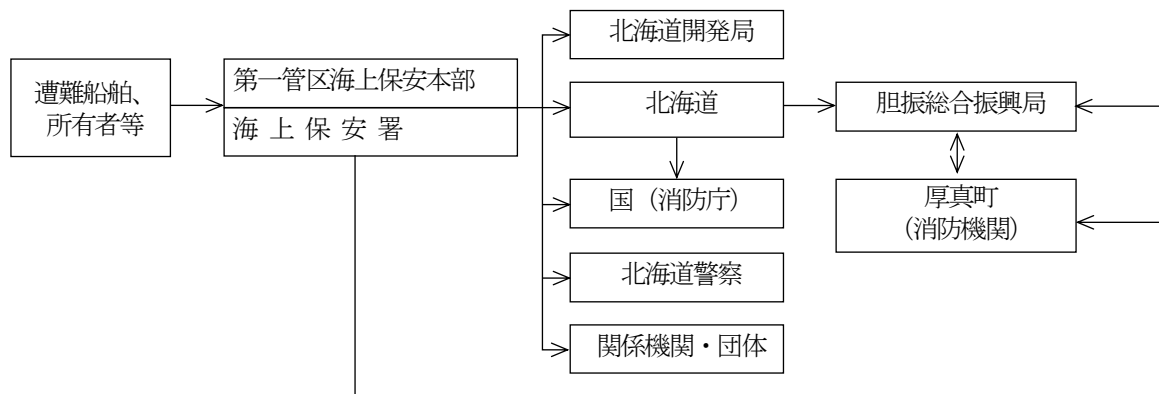 遭難船舶、
所有者等
第一管区海上保安本部
海上保安署
北海道開発局
北海道
国(消防庁)
北海道警察
関係機関・団体
胆振総合振興局
厚真町
(消防機関)